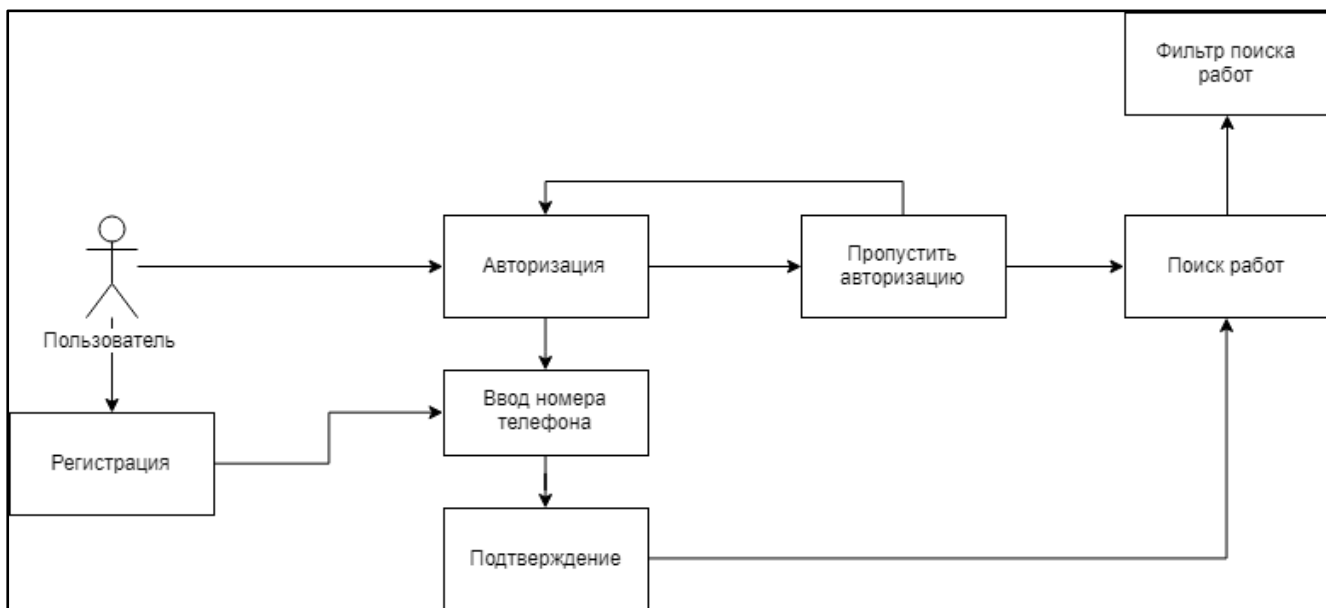 Фильтр поиска
работ
Авторизация
Пропустить
авторизацию
Поиск работ
Пользователь
Ввод номера
телефона
Регистрация
Подтверждение